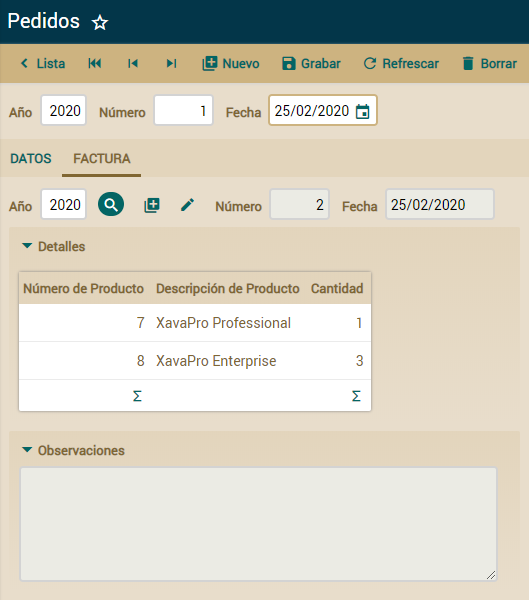 Pedidos
Lista Nuevo Grabar Refrescar Borrar
Año 2020 Número 1 Fecha 25/02/2020
DATOS FACTURA
Año 2020 Número 2 Fecha 25/02/2020
Detalles
Número de Producto Descripción de Producto Cantidad
7 XavaPro Professional 1
8 XavaPro Enterprise 3
Σ Σ
Observaciones